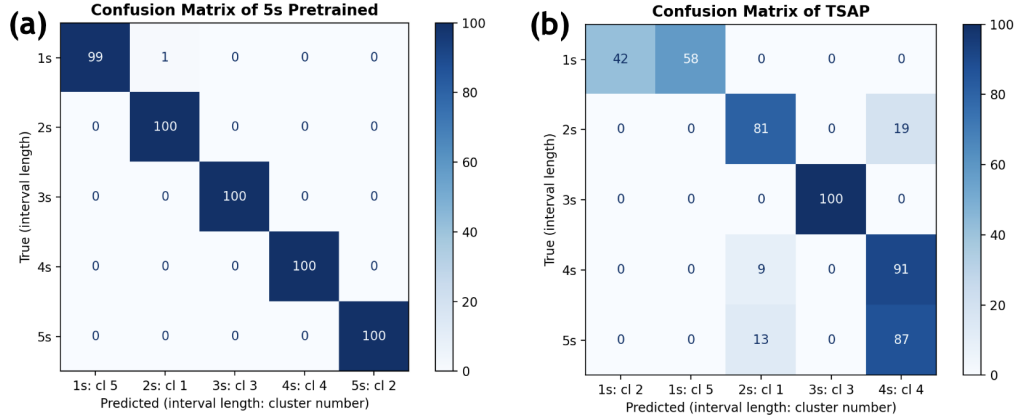 (a)
Confusion Matrix of 5s Pretrained
1s 99 1 0 0 0
2s 0 100 0 0 0
3s 0 0 100 0 0
4s 0 0 0 100 0
5s 0 0 0 0 100
1s: cl 5 2s: cl 1 3s: cl 3 4s: cl 4 5s: cl 2
Predicted (interval length: cluster number)
True (interval length)
100
80
60
40
20
0
(b)
Confusion Matrix of TSAP
1s 42 58 0 0 0
2s 0 0 81 0 19
3s 0 0 0 100 0
4s 0 0 9 0 91
5s 0 0 13 0 87
1s: cl 2 1s: cl 5 2s: cl 1 3s: cl 3 4s: cl 4
Predicted (interval length: cluster number)
True (interval length)
100
80
60
40
20
0